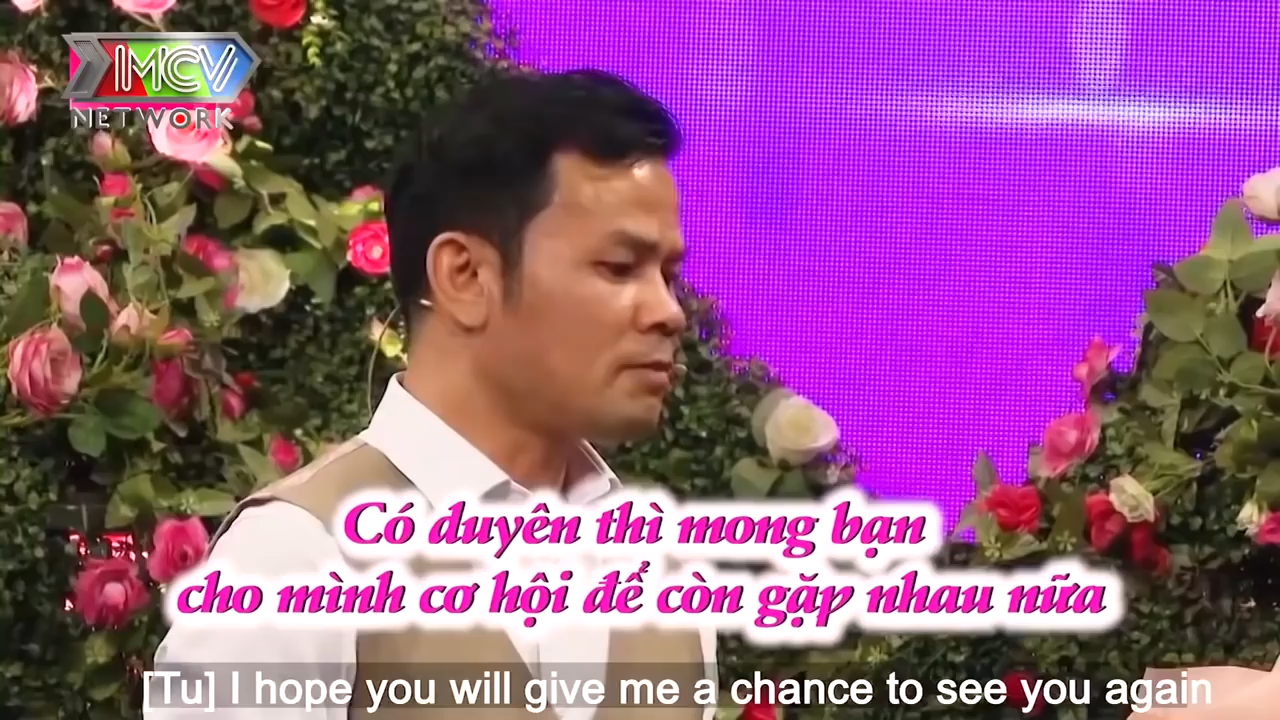 MCV
NETWORK
Có duyên thì mong bạn
cho mình cơ hội để còn gặp nhau nữa
[Tu] I hope you will give me a chance to see you again